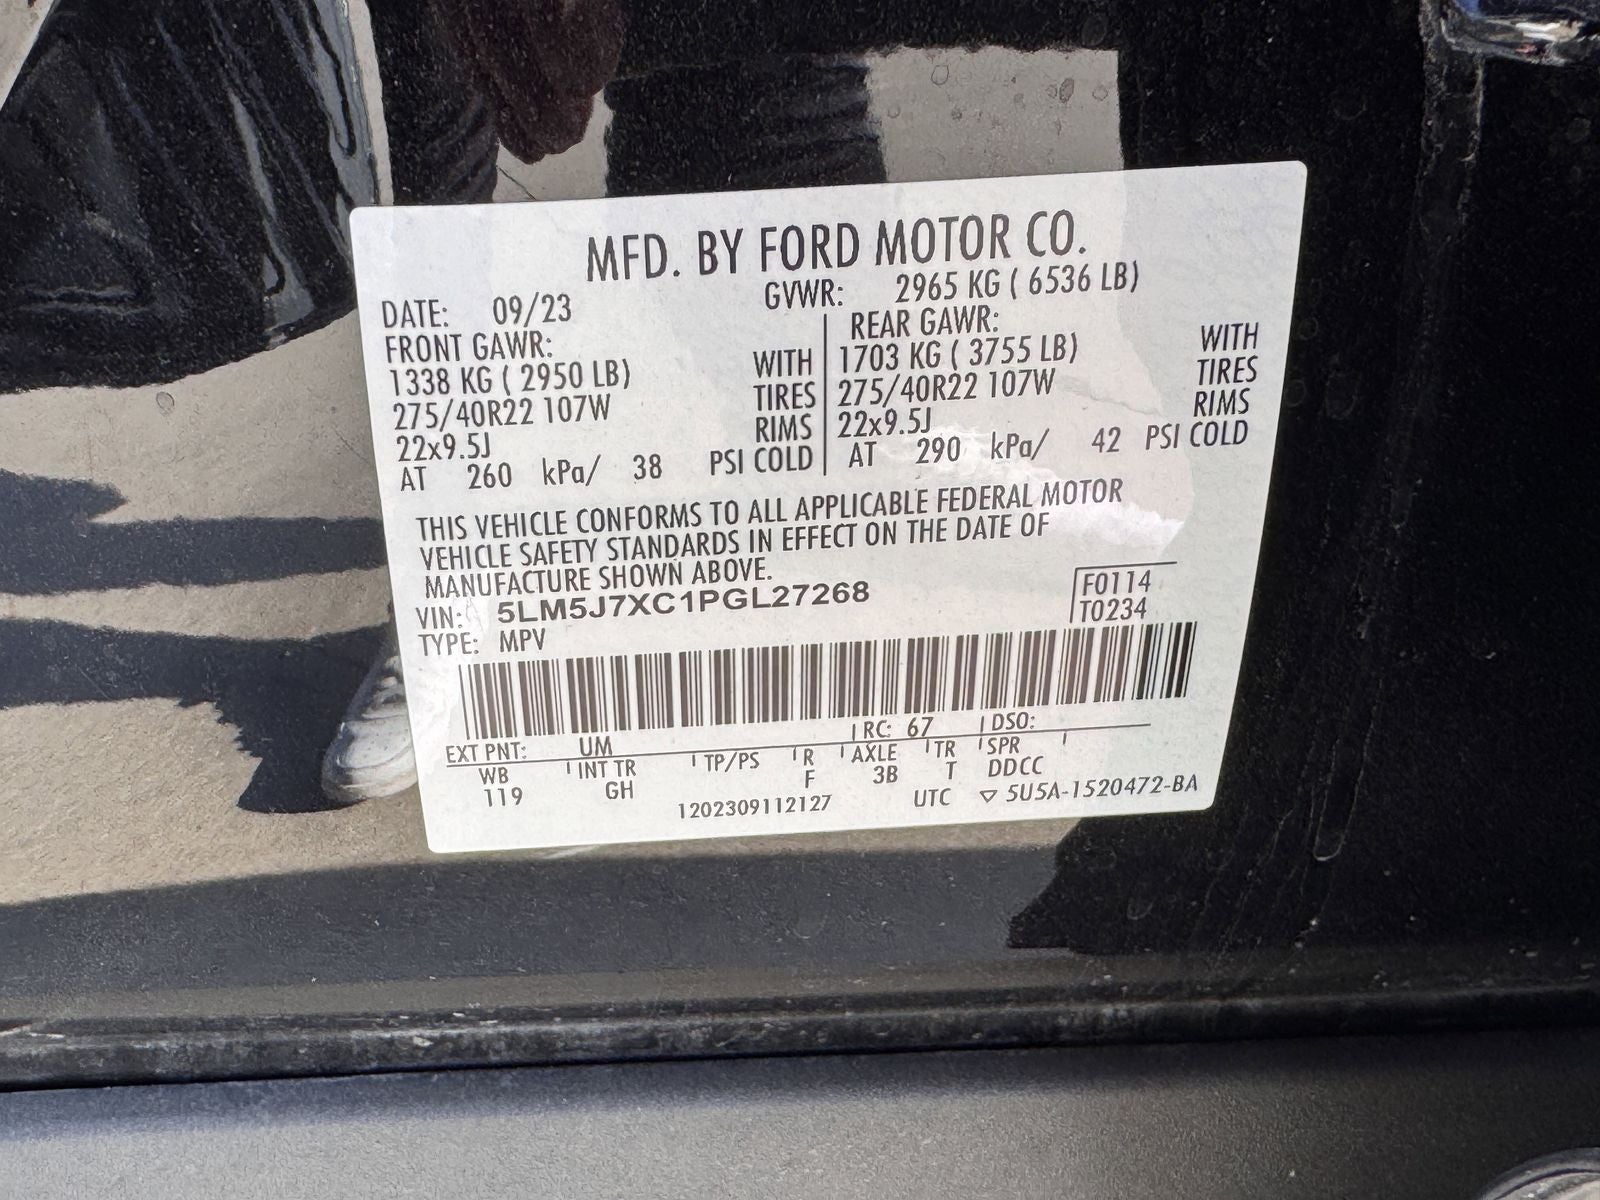 MFD. BY FORD MOTOR CO.
DATE: 09/23 GVWR: 2965 KG ( 6536 LB)
FRONT GAWR: REAR GAWR:
1338 KG ( 2950 LB) WITH 1703 KG ( 3755 LB) WITH
275/40R22 107W TIRES 275/40R22 107W TIRES
22x9.5J RIMS 22x9.5J RIMS
AT 260 kPa/ 38 PSI COLD AT 290 kPa/ 42 PSI COLD
THIS VEHICLE CONFORMS TO ALL APPLICABLE FEDERAL MOTOR
VEHICLE SAFETY STANDARDS IN EFFECT ON THE DATE OF
MANUFACTURE SHOWN ABOVE.
VIN: 5LM5J7XC1PGL27268 F0114
TYPE: MPV T0234
EXT PNT: UM RC: 67 DSO:
WB INT TR TP/PS R AXLE TR SPR
119 GH F 3B T DDCC
1202309112127 UTC ▽ 5U5A-1520472-BA